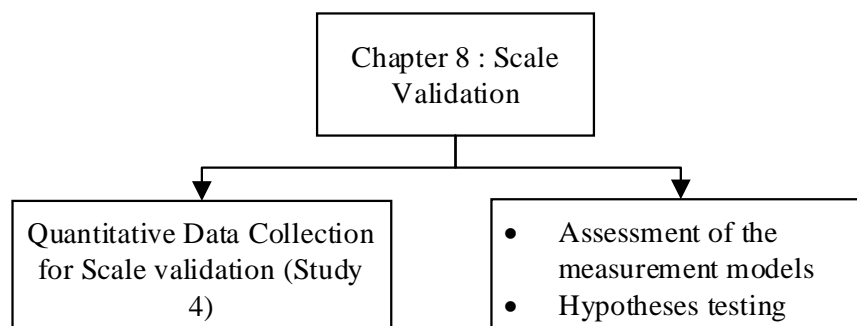 Chapter 8 : Scale
Validation
Quantitative Data Collection
for Scale validation (Study
4)
• Assessment of the
measurement models
• Hypotheses testing